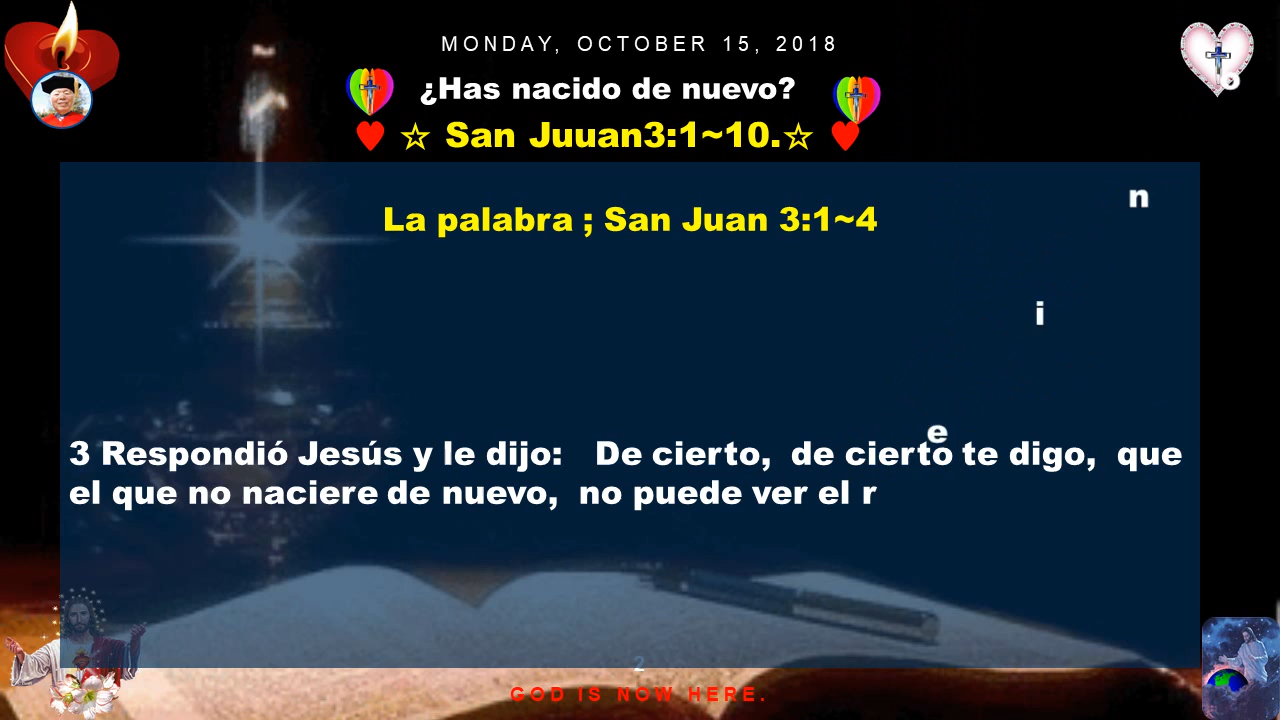 MONDAY, OCTOBER 15, 2018
¿Has nacido de nuevo?
☆ San Juuan3:1~10.☆
La palabra ; San Juan 3:1~4
n
i
e
o
3 Respondió Jesús y le dijo: De cierto, de cierto te digo, que
el que no naciere de nuevo, no puede ver el r
2
GOD IS NOW HERE.